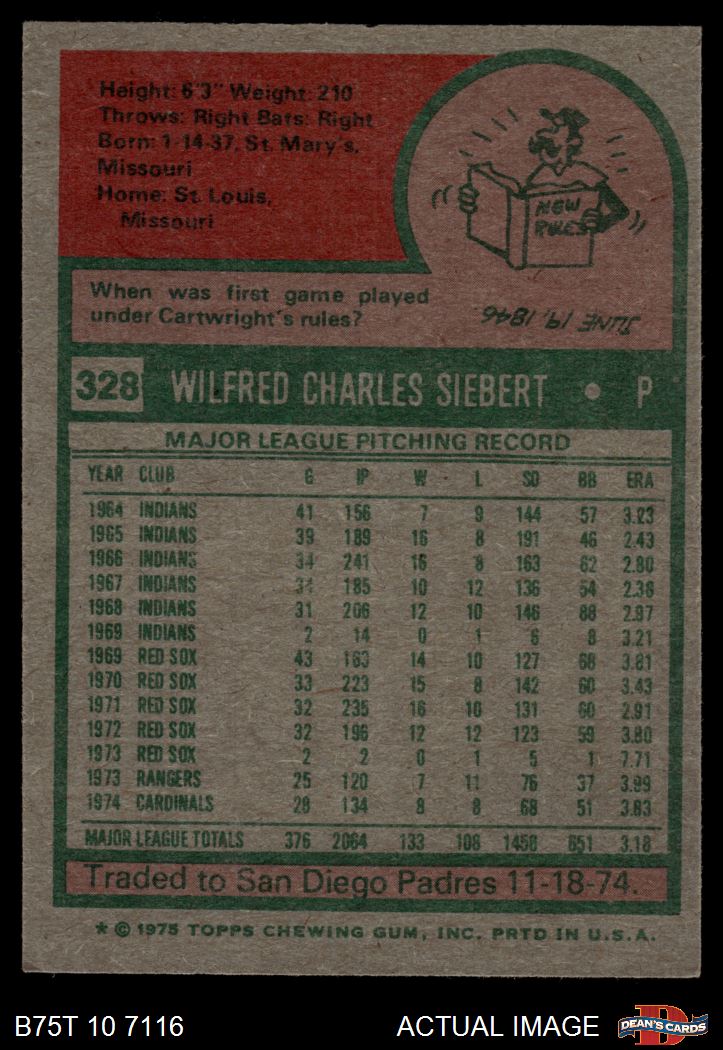 Height: 6'3" Weight: 210
Throws: Right Bats: Right
Born: 1-14-37, St. Mary's,
Missouri
Home: St. Louis,
Missouri
NEW
RULES
When was first game played
under Cartwright's rules?
JUNE 19, 1846
328 WILFRED CHARLES SIEBERT • P
MAJOR LEAGUE PITCHING RECORD
YEAR CLUB G IP W L SO BB ERA
1964 INDIANS 41 156 7 9 144 57 3.23
1965 INDIANS 39 189 16 8 191 46 2.43
1966 INDIANS 34 241 16 8 163 62 2.80
1967 INDIANS 34 185 10 12 136 54 2.38
1968 INDIANS 31 206 12 10 146 88 2.97
1969 INDIANS 2 14 0 1 6 8 3.21
1969 RED SOX 43 163 14 10 127 68 3.81
1970 RED SOX 33 223 15 8 142 60 3.43
1971 RED SOX 32 235 16 10 131 60 2.91
1972 RED SOX 32 196 12 12 123 59 3.80
1973 RED SOX 2 2 0 1 5 1 7.71
1973 RANGERS 25 120 7 11 76 37 3.99
1974 CARDINALS 28 134 8 8 68 51 3.83
MAJOR LEAGUE TOTALS 376 2064 133 108 1458 651 3.18
Traded to San Diego Padres 11-18-74.
* © 1975 TOPPS CHEWING GUM, INC. PRTD IN U.S.A.
B75T 10 7116 ACTUAL IMAGE DEAN'S CARDS